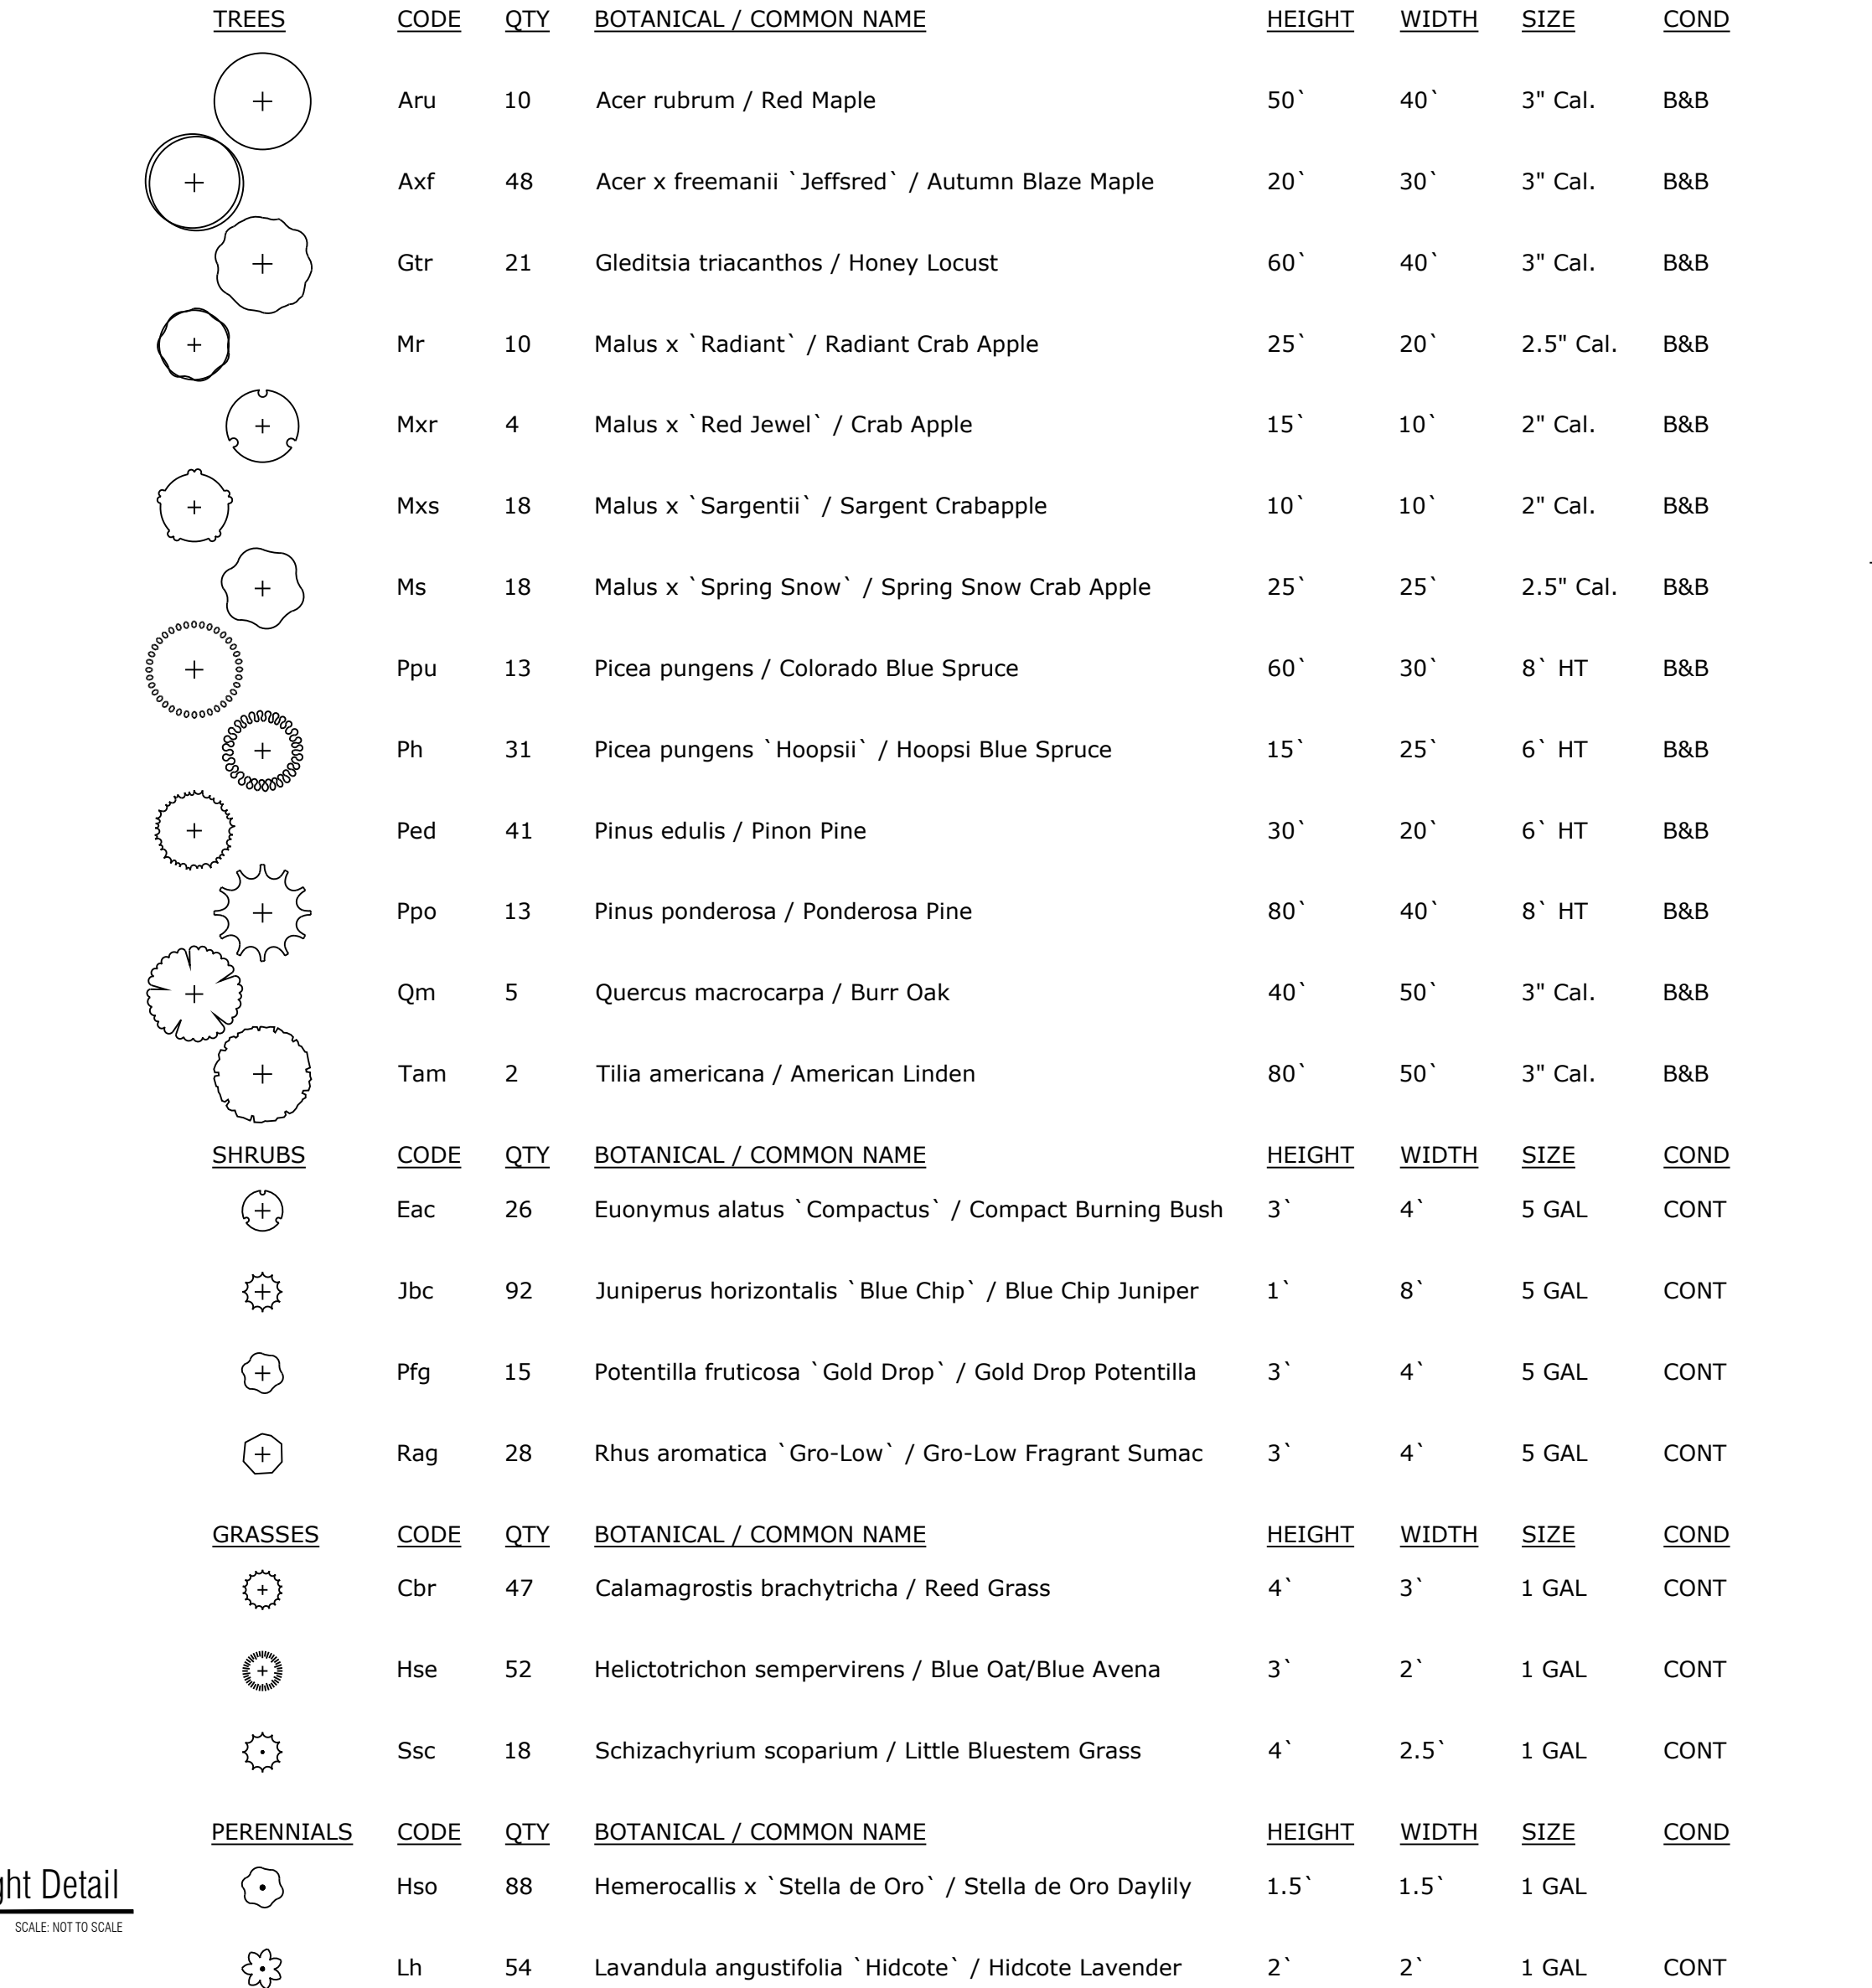 TREES CODE QTY BOTANICAL / COMMON NAME HEIGHT WIDTH SIZE COND
Aru 10 Acer rubrum / Red Maple 50` 40` 3" Cal. B&B
Axf 48 Acer x freemanii `Jeffsred` / Autumn Blaze Maple 20` 30` 3" Cal. B&B
Gtr 21 Gleditsia triacanthos / Honey Locust 60` 40` 3" Cal. B&B
Mr 10 Malus x `Radiant` / Radiant Crab Apple 25` 20` 2.5" Cal. B&B
Mxr 4 Malus x `Red Jewel` / Crab Apple 15` 10` 2" Cal. B&B
Mxs 18 Malus x `Sargentii` / Sargent Crabapple 10` 10` 2" Cal. B&B
Ms 18 Malus x `Spring Snow` / Spring Snow Crab Apple 25` 25` 2.5" Cal. B&B
Ppu 13 Picea pungens / Colorado Blue Spruce 60` 30` 8` HT B&B
Ph 31 Picea pungens `Hoopsii` / Hoopsi Blue Spruce 15` 25` 6` HT B&B
Ped 41 Pinus edulis / Pinon Pine 30` 20` 6` HT B&B
Ppo 13 Pinus ponderosa / Ponderosa Pine 80` 40` 8` HT B&B
Qm 5 Quercus macrocarpa / Burr Oak 40` 50` 3" Cal. B&B
Tam 2 Tilia americana / American Linden 80` 50` 3" Cal. B&B
SHRUBS CODE QTY BOTANICAL / COMMON NAME HEIGHT WIDTH SIZE COND
Eac 26 Euonymus alatus `Compactus` / Compact Burning Bush 3` 4` 5 GAL CONT
Jbc 92 Juniperus horizontalis `Blue Chip` / Blue Chip Juniper 1` 8` 5 GAL CONT
Pfg 15 Potentilla fruticosa `Gold Drop` / Gold Drop Potentilla 3` 4` 5 GAL CONT
Rag 28 Rhus aromatica `Gro-Low` / Gro-Low Fragrant Sumac 3` 4` 5 GAL CONT
GRASSES CODE QTY BOTANICAL / COMMON NAME HEIGHT WIDTH SIZE COND
Cbr 47 Calamagrostis brachytricha / Reed Grass 4` 3` 1 GAL CONT
Hse 52 Helictotrichon sempervirens / Blue Oat/Blue Avena 3` 2` 1 GAL CONT
Ssc 18 Schizachyrium scoparium / Little Bluestem Grass 4` 2.5` 1 GAL CONT
PERENNIALS CODE QTY BOTANICAL / COMMON NAME HEIGHT WIDTH SIZE COND
Hso 88 Hemerocallis x `Stella de Oro` / Stella de Oro Daylily 1.5` 1.5` 1 GAL
Lh 54 Lavandula angustifolia `Hidcote` / Hidcote Lavender 2` 2` 1 GAL CONT
ght Detail
SCALE: NOT TO SCALE